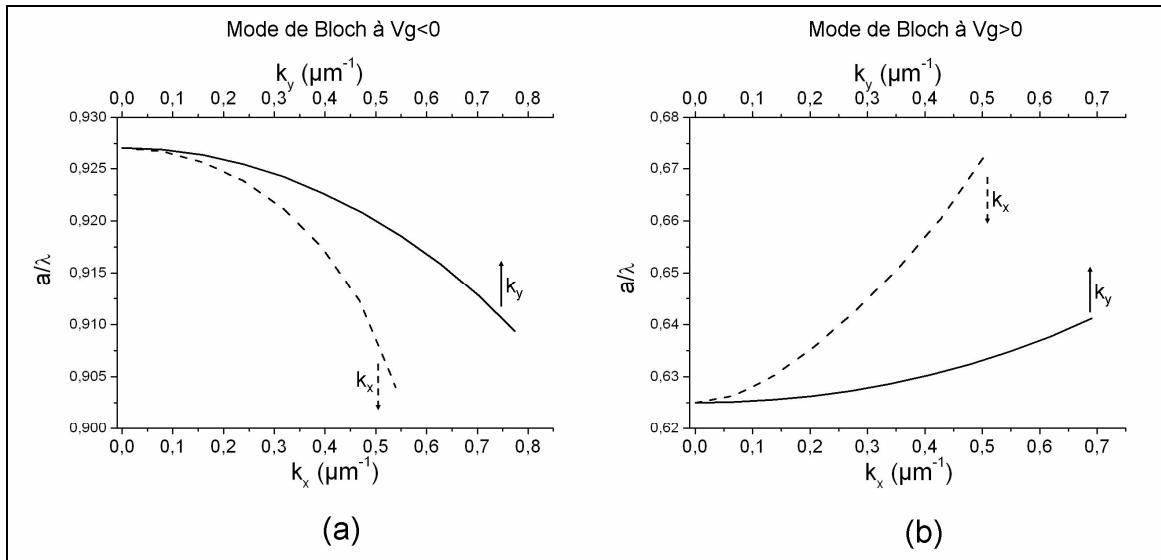 Mode de Bloch à Vg<0
k_y (µm⁻¹)
0,0 0,1 0,2 0,3 0,4 0,5 0,6 0,7 0,8
0,930
0,925
0,920
0,915
0,910
0,905
0,900
a/λ
k_y
k_x
0,0 0,1 0,2 0,3 0,4 0,5 0,6 0,7 0,8
k_x (µm⁻¹)
(a)
Mode de Bloch à Vg>0
k_y (µm⁻¹)
0,0 0,1 0,2 0,3 0,4 0,5 0,6 0,7
0,68
0,67
0,66
0,65
0,64
0,63
0,62
a/λ
k_x
k_y
0,0 0,1 0,2 0,3 0,4 0,5 0,6 0,7
k_x (µm⁻¹)
(b)